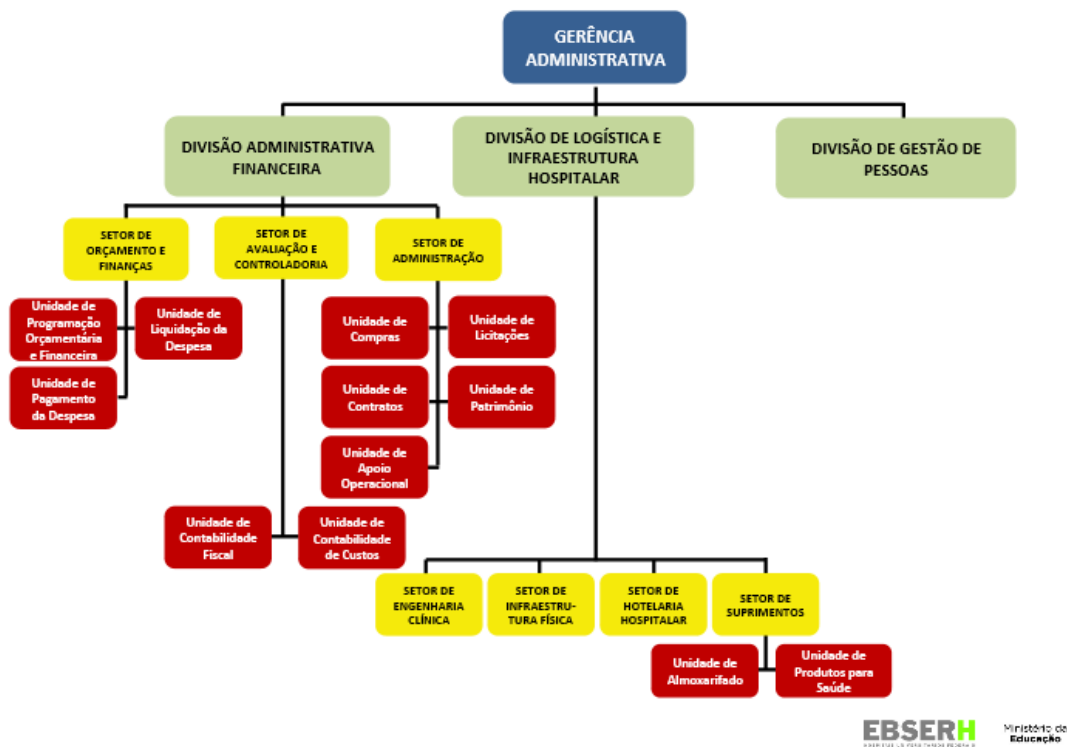 GERÊNCIA
ADMINISTRATIVA
DIVISÃO ADMINISTRATIVA
FINANCEIRA
DIVISÃO DE LOGÍSTICA E
INFRAESTRUTURA
HOSPITALAR
DIVISÃO DE GESTÃO DE
PESSOAS
SETOR DE
ORÇAMENTO E
FINANÇAS
SETOR DE
AVALIAÇÃO E
CONTROLADORIA
SETOR DE
ADMINISTRAÇÃO
Unidade de
Programação
Orçamentária
e Financeira
Unidade de
Liquidação da
Despesa
Unidade de
Pagamento
da Despesa
Unidade de
Compras
Unidade de
Licitações
Unidade de
Contratos
Unidade de
Patrimônio
Unidade de
Apoio
Operacional
Unidade de
Contabilidade
Fiscal
Unidade de
Contabilidade
de Custos
SETOR DE
ENGENHARIA
CLÍNICA
SETOR DE
INFRAESTRU-
TURA FÍSICA
SETOR DE
HOTELARIA
HOSPITALAR
SETOR DE
SUPRIMENTOS
Unidade de
Almoxarifado
Unidade de
Produtos para
Saúde
EBSERH
Ministério da
Educação